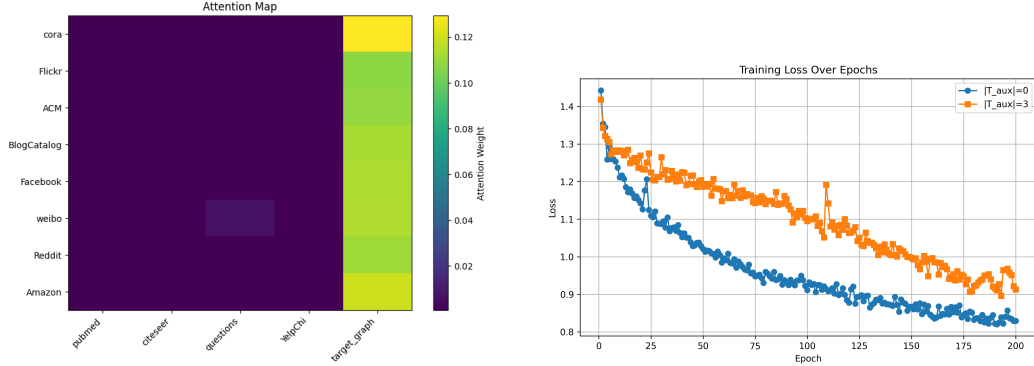 Attention Map
cora
Flickr
ACM
BlogCatalog
Facebook
weibo
Reddit
Amazon
pubmed
citeseer
questions
YelpChi
target_graph
0.12
0.10
0.08
0.06
0.04
0.02
Attention Weight
Training Loss Over Epochs
|T_aux|=0
|T_aux|=3
1.4
1.3
1.2
1.1
1.0
0.9
0.8
Loss
0
25
50
75
100
125
150
175
200
Epoch